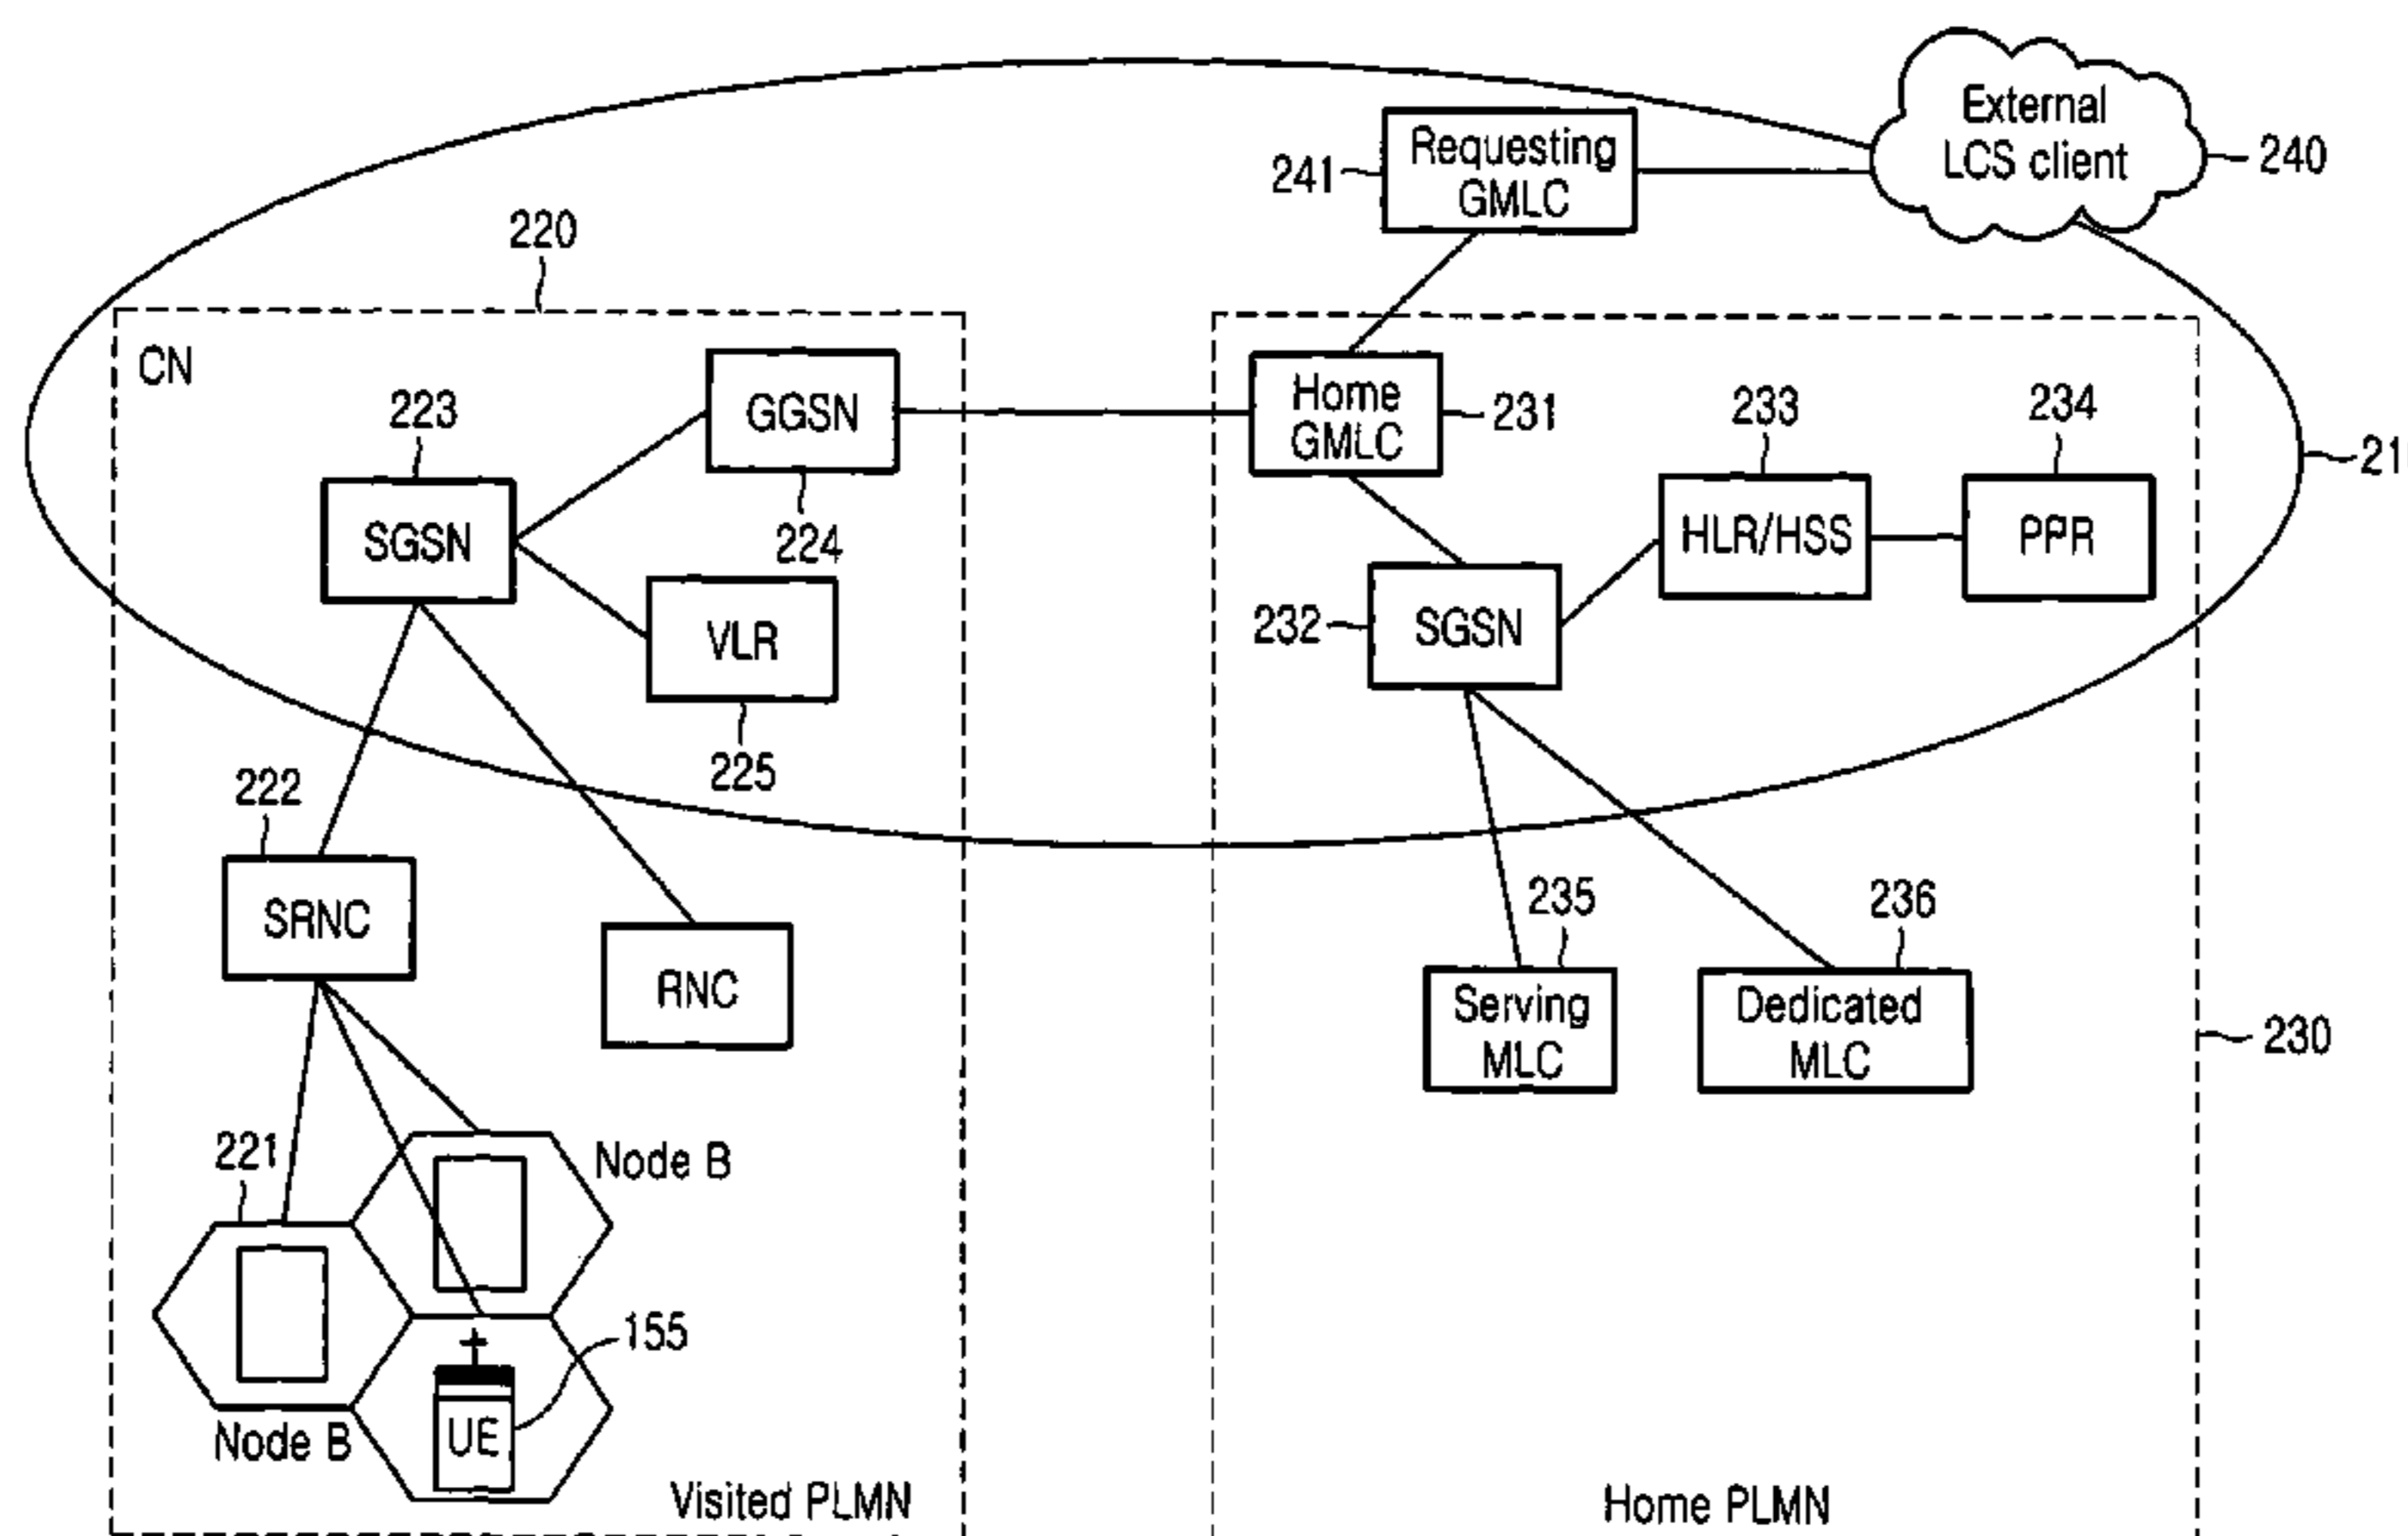 External
LCS client
240
Requesting
GMLC
241
220
CN
GGSN
224
223
SGSN
VLR
225
Home
GMLC
231
233
HLR/HSS
234
PPR
21
232
SGSN
222
SRNC
RNC
235
Serving
MLC
236
Dedicated
MLC
230
221
Node B
155
UE
Node B
Visited PLMN
Home PLMN